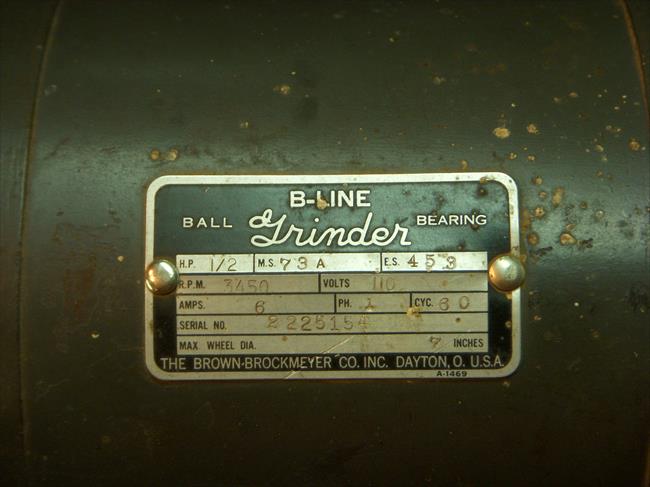 B-LINE
BALL Grinder BEARING
H.P. 1/2 M.S. 73 A E.S. 453
R.P.M. 3450 VOLTS 110
AMPS. 6 PH. 1 CYC. 60
SERIAL NO. 2225154
MAX. WHEEL DIA. 7 INCHES
THE BROWN-BROCKMEYER CO. INC. DAYTON, O. U.S.A.
A-1469